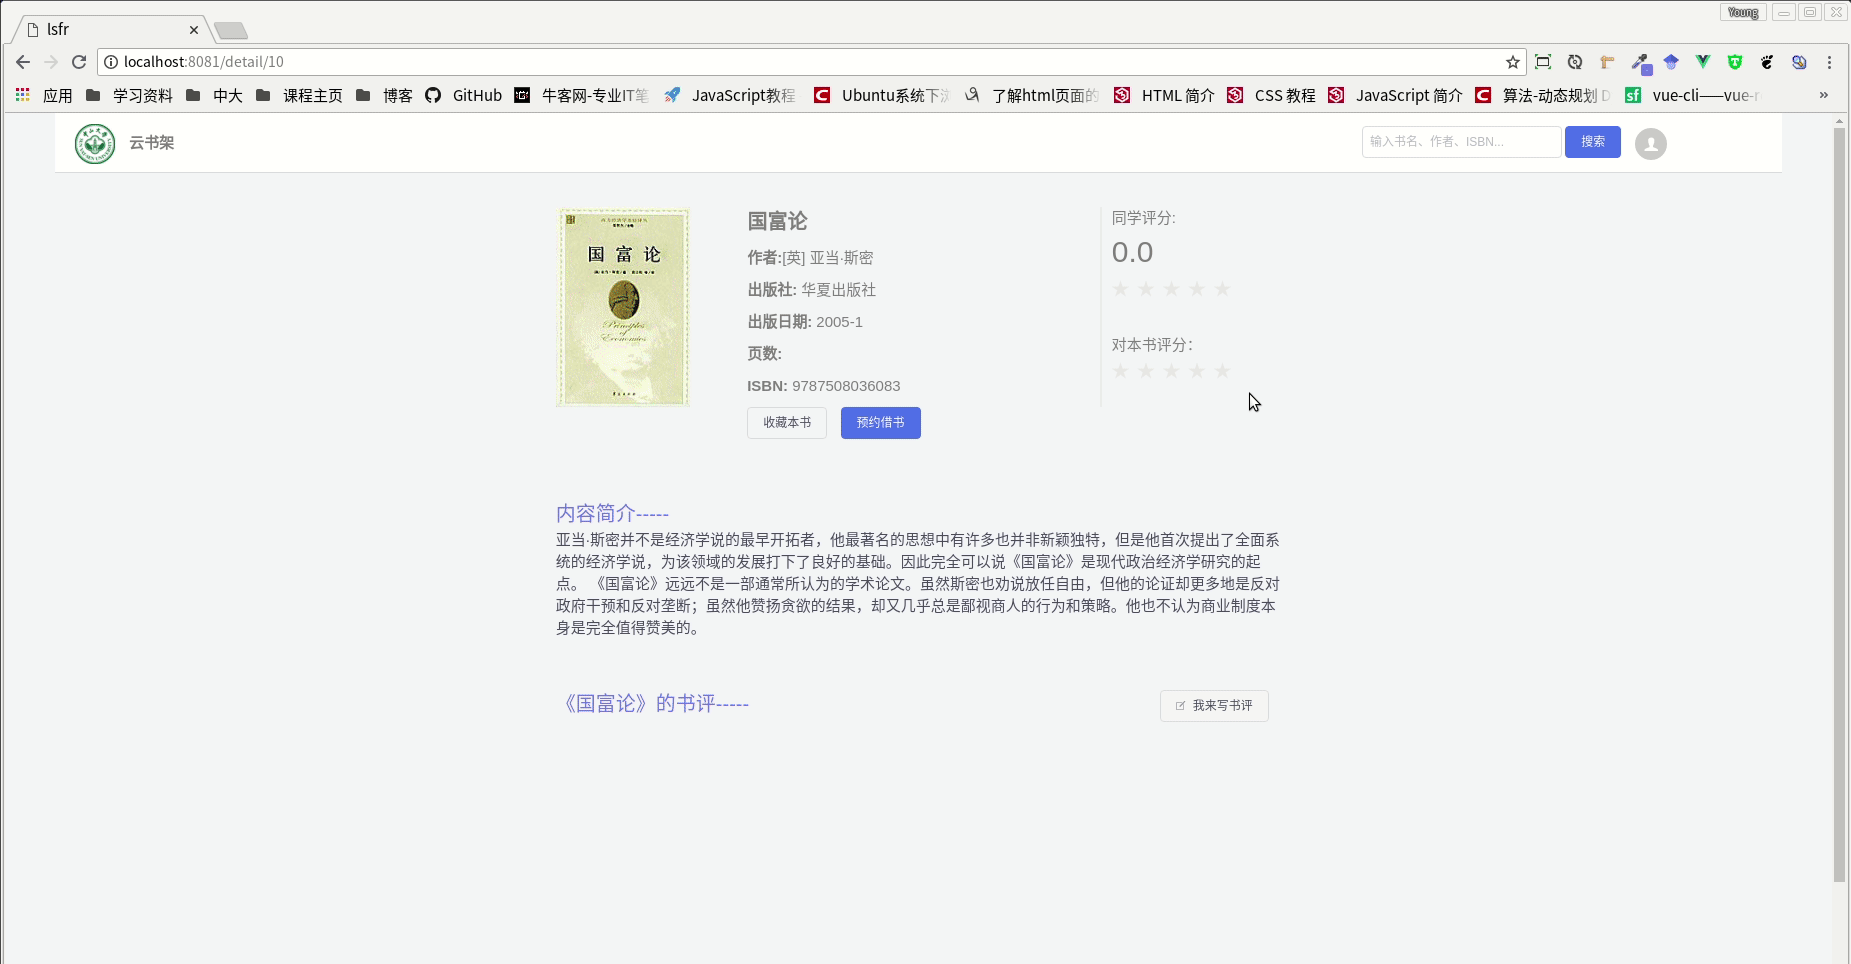 Young
lsfr
localhost:8081/detail/10
应用 学习资料 中大 课程主页 博客 GitHub 牛客网-专业IT笔 JavaScript教程 Ubuntu系统下 了解html页面的 HTML 简介 CSS 教程 JavaScript 简介 算法-动态规划 D vue-cli——vue-r »
云书架
输入书名、作者、ISBN...
搜索
国富论
国富论
Principles
of
Economics
作者:[英] 亚当·斯密
出版社: 华夏出版社
出版日期: 2005-1
页数:
ISBN: 9787508036083
收藏本书 预约借书
同学评分:
0.0
对本书评分：
内容简介-----
亚当·斯密并不是经济学说的最早开拓者，他最著名的思想中有许多也并非新颖独特，但是他首次提出了全面系
统的经济学说，为该领域的发展打下了良好的基础。因此完全可以说《国富论》是现代政治经济学研究的起
点。 《国富论》远远不是一部通常所认为的学术论文。虽然斯密也劝说放任自由，但他的论证却更多地是反对
政府干预和反对垄断；虽然他赞扬贪欲的结果，却又几乎总是鄙视商人的行为和策略。他也不认为商业制度本
身是完全值得赞美的。
《国富论》的书评-----
我来写书评